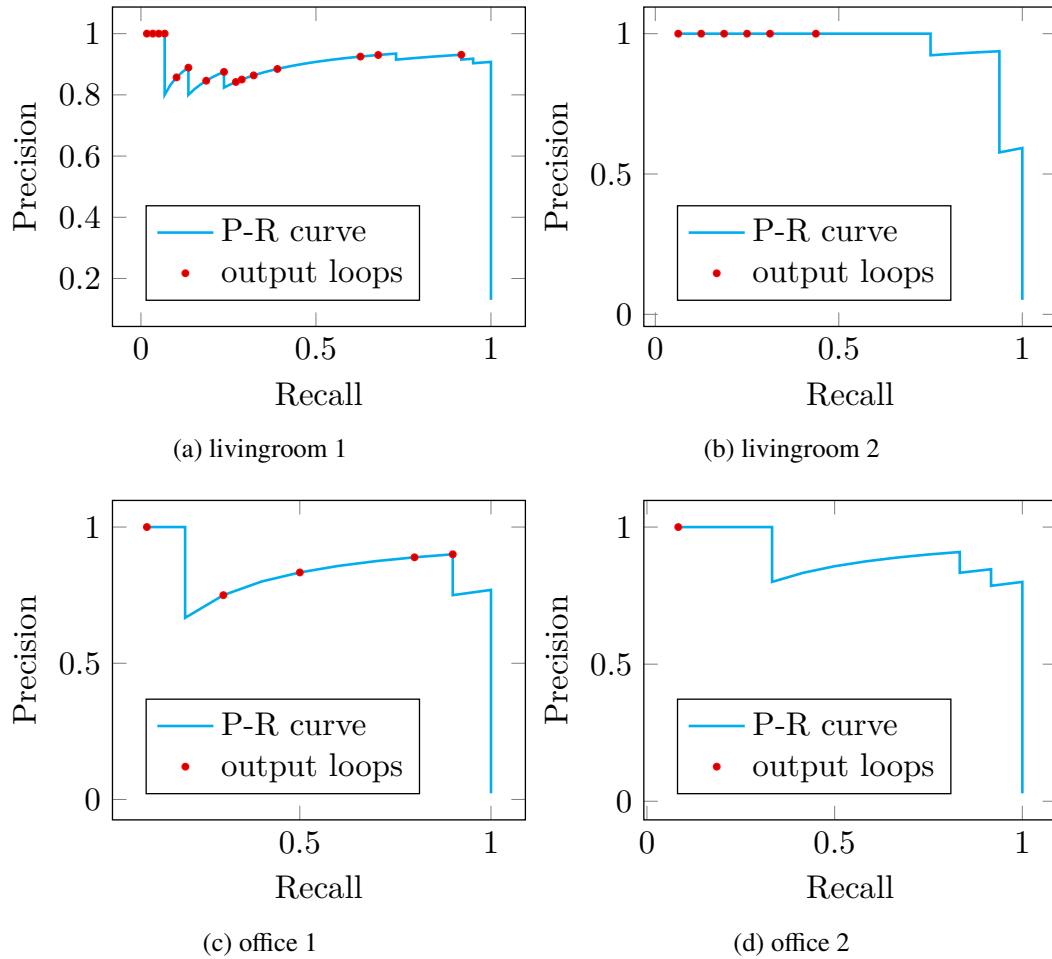 1
0.8
0.6
0.4
0.2
Precision
P-R curve
output loops
0 0.5 1
Recall
(a) livingroom 1
1
0.5
0
Precision
P-R curve
output loops
0 0.5 1
Recall
(b) livingroom 2
1
0.5
0
Precision
P-R curve
output loops
0.5 1
Recall
(c) office 1
1
0.5
0
Precision
P-R curve
output loops
0 0.5 1
Recall
(d) office 2